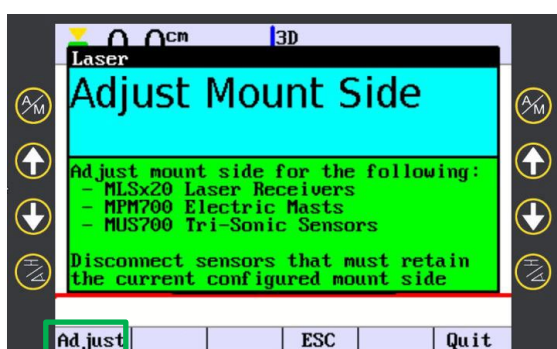 0.0cm 3D
Laser
Adjust Mount Side
Adjust mount side for the following:
- MLSx20 Laser Receivers
- MPM700 Electric Masts
- MUS700 Tri-Sonic Sensors
Disconnect sensors that must retain
the current configured mount side
A/M A/M
Adjust ESC Quit